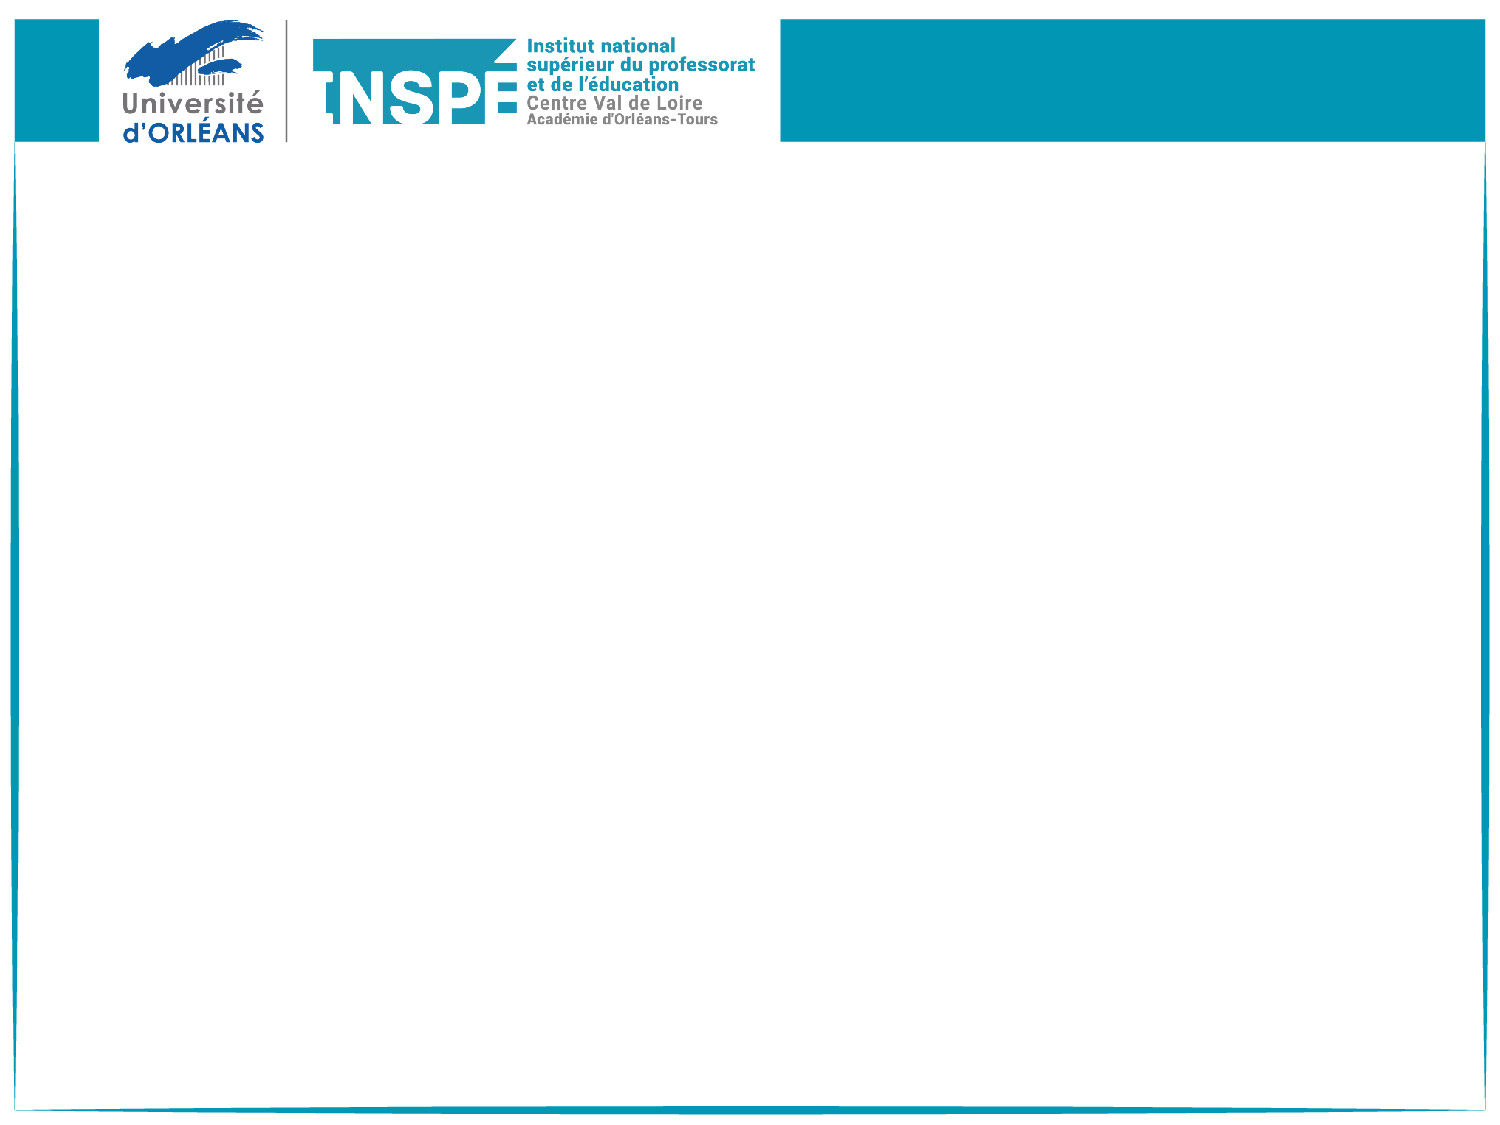 Université
d'ORLÉANS
INSPÉ
Institut national
supérieur du professorat
et de l'éducation
Centre Val de Loire
Académie d'Orléans-Tours